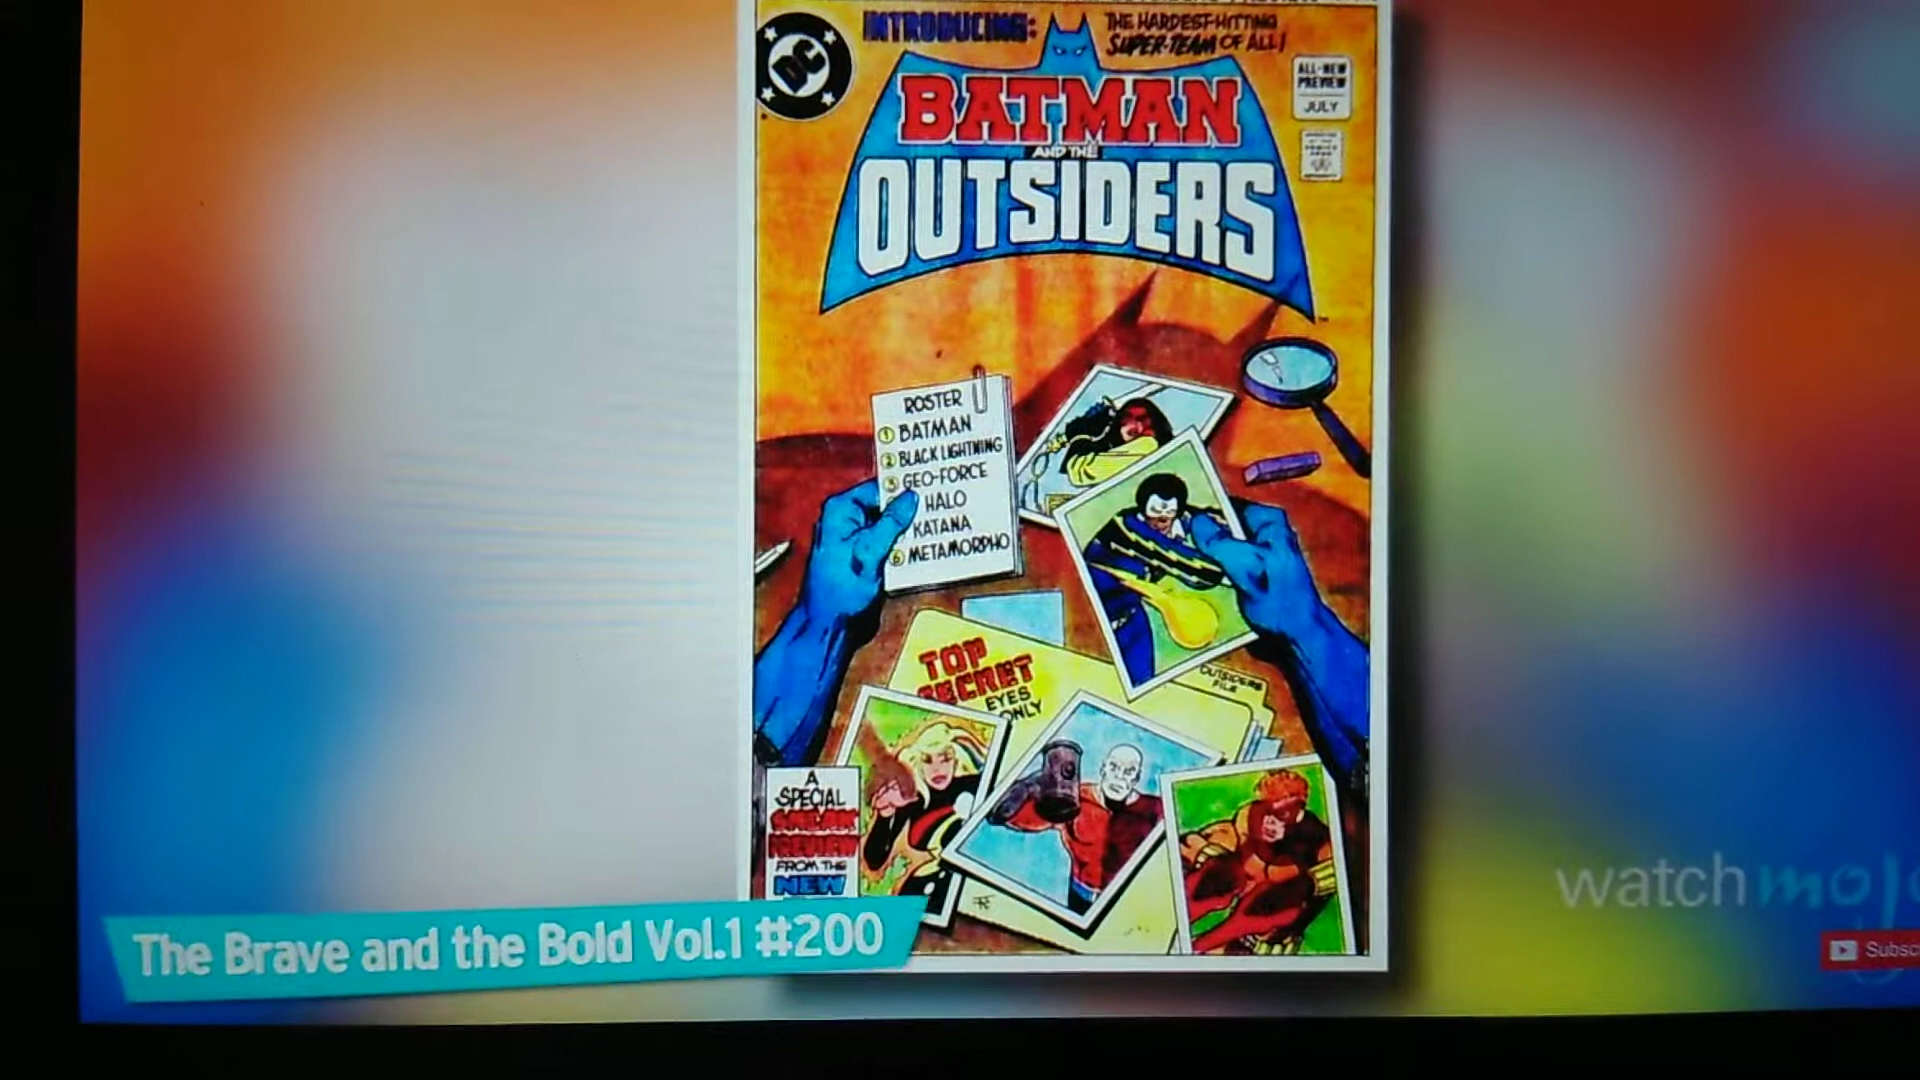 INTRODUCING:
THE HARDEST-HITTING
SUPER-TEAM OF ALL!
DC
ALL-NEW
PREVIEW
JULY
BATMAN
AND THE
OUTSIDERS
ROSTER
1 BATMAN
2 BLACK LIGHTNING
3 GEO-FORCE
HALO
KATANA
6 METAMORPHO
TOP
SECRET
EYES
ONLY
OUTSIDERS
FILE
A
SPECIAL
PREVIEW
FROM THE
NEW
The Brave and the Bold Vol.1 #200
watchmojo
Subsc